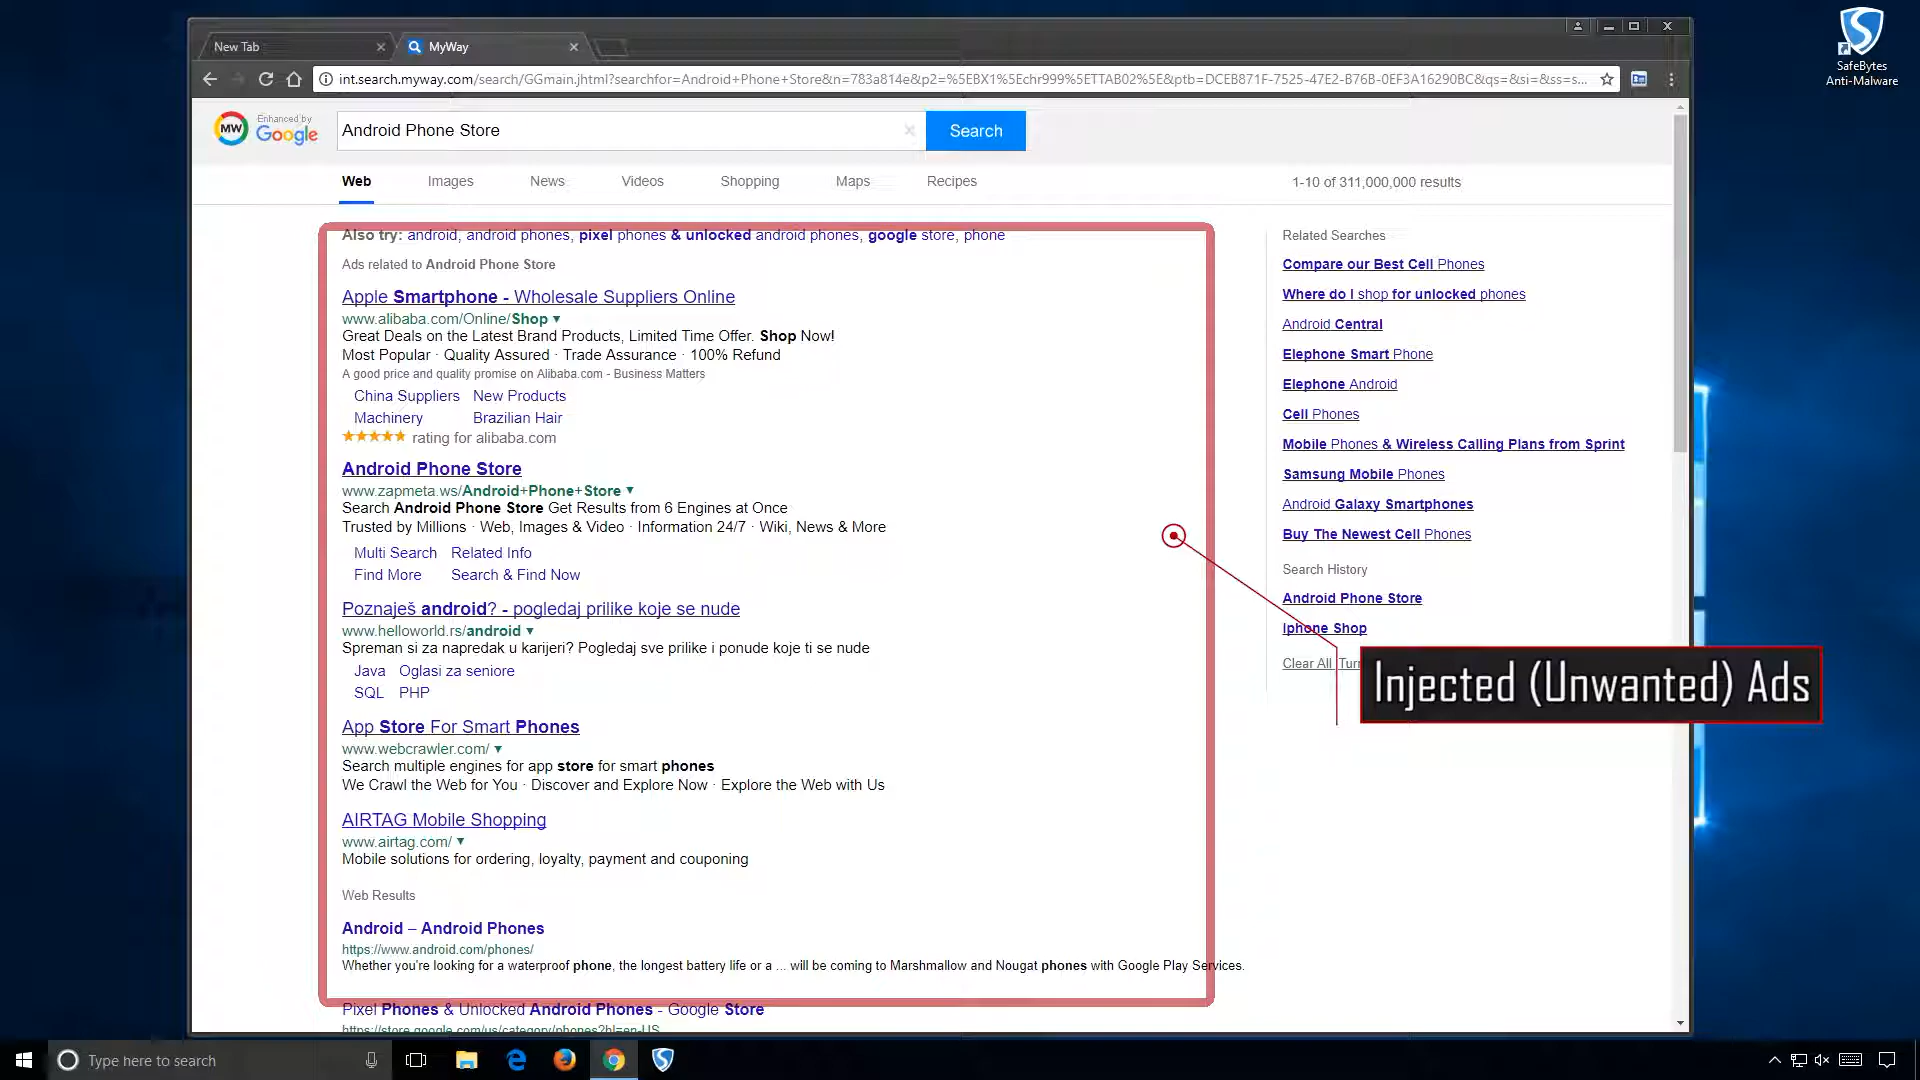 SafeBytes
Anti-Malware
New Tab
MyWay
int.search.myway.com/search/GGmain.jhtml?searchfor=Android+Phone+Store&n=783a814e&p2=%5EBX1%5Echr999%5ETTAB02%5E&ptb=DCEB871F-7525-47E2-B76B-0EF3A16290BC&qs=&si=&ss=s...
MW
Enhanced by
Google
Android Phone Store
Search
Web Images News Videos Shopping Maps Recipes
1-10 of 311,000,000 results
Also try: android, android phones, pixel phones & unlocked android phones, google store, phone
Ads related to Android Phone Store
Apple Smartphone - Wholesale Suppliers Online
www.alibaba.com/Online/Shop
Great Deals on the Latest Brand Products, Limited Time Offer. Shop Now!
Most Popular · Quality Assured · Trade Assurance · 100% Refund
A good price and quality promise on Alibaba.com - Business Matters
China Suppliers New Products
Machinery Brazilian Hair
rating for alibaba.com
Android Phone Store
www.zapmeta.ws/Android+Phone+Store
Search Android Phone Store Get Results from 6 Engines at Once
Trusted by Millions · Web, Images & Video · Information 24/7 · Wiki, News & More
Multi Search Related Info
Find More Search & Find Now
Poznaješ android? - pogledaj prilike koje se nude
www.helloworld.rs/android
Spreman si za napredak u karijeri? Pogledaj sve prilike i ponude koje ti se nude
Java Oglasi za seniore
SQL PHP
App Store For Smart Phones
www.webcrawler.com/
Search multiple engines for app store for smart phones
We Crawl the Web for You · Discover and Explore Now · Explore the Web with Us
AIRTAG Mobile Shopping
www.airtag.com/
Mobile solutions for ordering, loyalty, payment and couponing
Web Results
Android – Android Phones
https://www.android.com/phones/
Whether you're looking for a waterproof phone, the longest battery life or a ... will be coming to Marshmallow and Nougat phones with Google Play Services.
Pixel Phones & Unlocked Android Phones - Google Store
https://store.google.com/us/category/phones?hl=en-US
Related Searches
Compare our Best Cell Phones
Where do I shop for unlocked phones
Android Central
Elephone Smart Phone
Elephone Android
Cell Phones
Mobile Phones & Wireless Calling Plans from Sprint
Samsung Mobile Phones
Android Galaxy Smartphones
Buy The Newest Cell Phones
Search History
Android Phone Store
Iphone Shop
Clear All
Injected (Unwanted) Ads
Type here to search